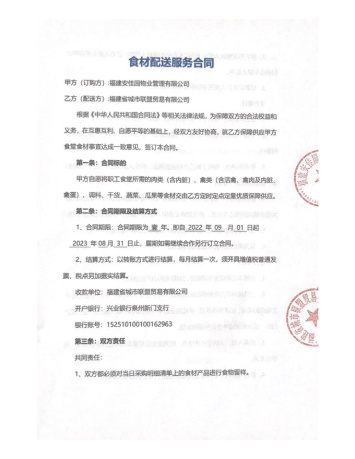 食材配送服务合同
甲方（订购方）:福建安佳园物业管理有限公司
乙方（配送方）:福建省城市联盟贸易有限公司
根据《中华人民共和国合同法》等相关法律法规，为保障双方的合法权益和
义务，在互惠互利、自愿平等的基础上，经双方友好协商，就乙方保障供应甲方
食堂食材事宜达成一致意见，签订本合同。
第一条：合同标的
甲方自愿将职工食堂所需的肉类（含内脏）、禽类（含活禽、禽肉及内脏、
禽蛋）、调料、干货、蔬菜、瓜果等食材交由乙方定时定点定量优质保障供应。
第二条：合同期限及结算方式
1、合同期限：合同期限为 壹 年。即自 2022 年 09 月 01 日起
2023 年 08 月 31 日止，届期如需继续合作另行订立合同。
2、结算方式：以转账方式进行结算，每月结算一次，开具增值税普通发
票，税点另加据实结算。
收款单位：福建省城市联盟贸易有限公司
开户银行：兴业银行泉州新门支行
银行账号：152510100100162963
第三条：双方责任
共同责任：
1、双方都必须对当日采购明细清单上的食材产品进行食物留样。